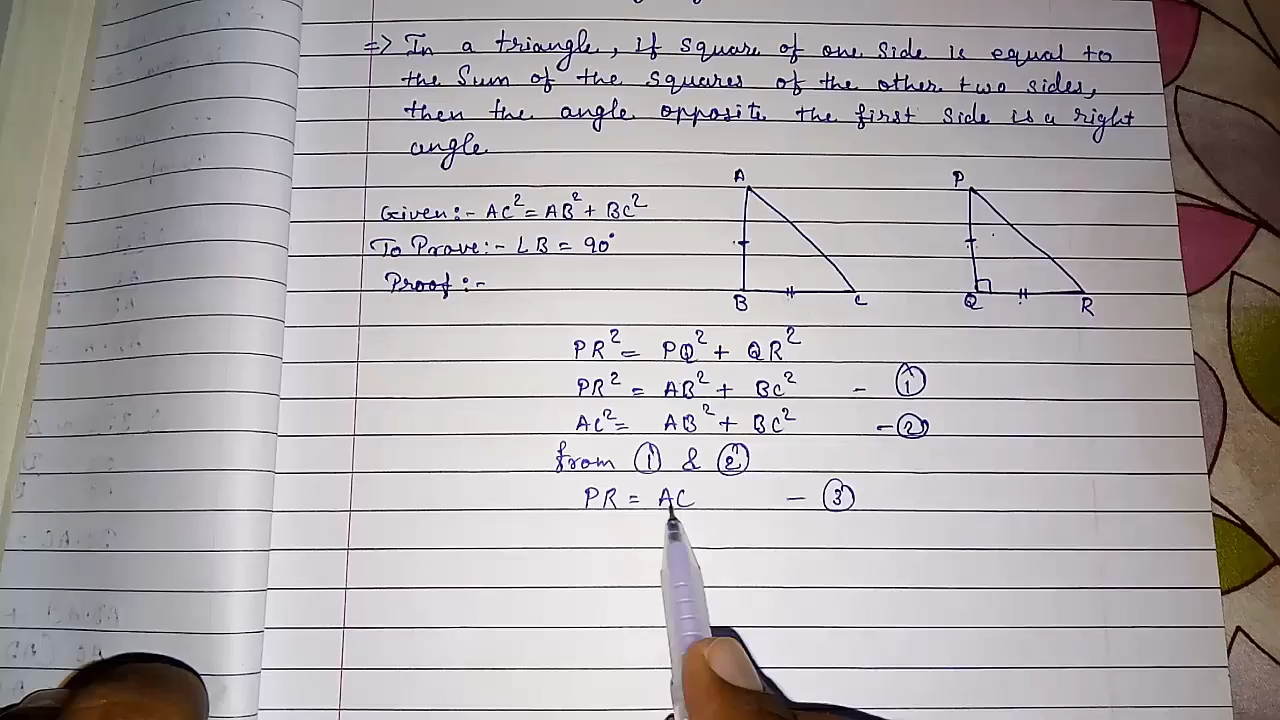 => In a triangle, if square of one side is equal to
the sum of the squares of the other two sides,
then the angle opposite the first side is a right
angle
Given:- AC² = AB² + BC²
To Prove:- ∠B = 90°
Proof:-
A
B
C
P
Q
R
PR² = PQ² + QR²
PR² = AB² + BC² - ①
AC² = AB² + BC² - ②
from ① & ②
PR = AC - ③